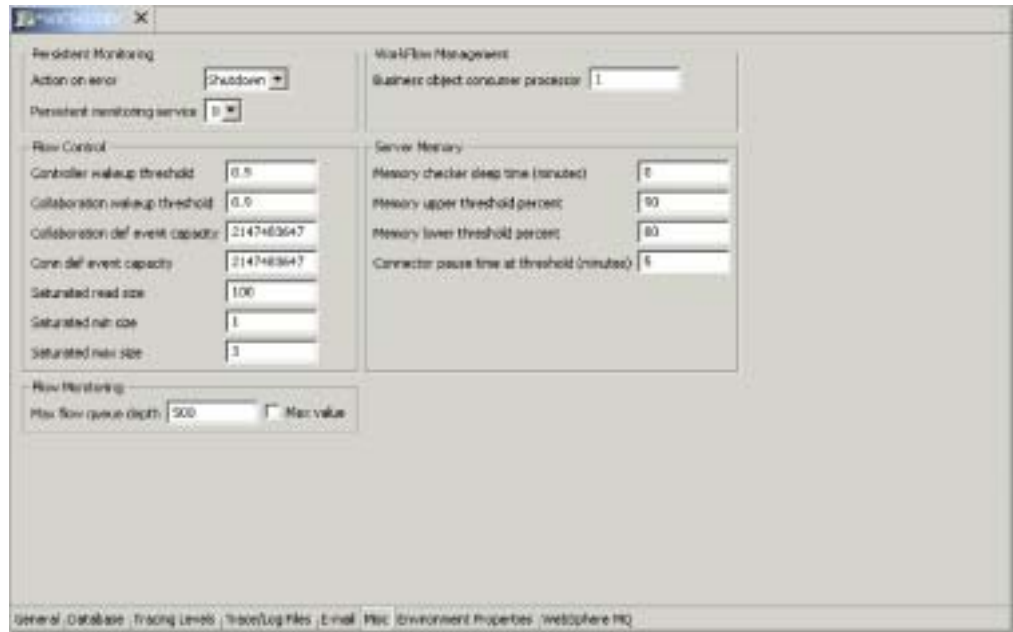 Persistent Monitoring
Action on error Shutdown
Persistent monitoring service 0
WorkFlow Management
Business object consumer processor 1
Flow Control
Controller wakeup threshold 0.9
Collaboration wakeup threshold 0.9
Collaboration def event capacity 2147483647
Conn def event capacity 2147483647
Saturated read size 100
Saturated min size 1
Saturated max size 3
Server Memory
Memory checker sleep time (minutes)
Memory upper threshold percent 90
Memory lower threshold percent 80
Connector pause time at threshold (minutes) 5
Flow Monitoring
Max flow queue depth 500 Max value
General Database Tracing Levels Trace/Log Files E-mail Misc Environment Properties WebSphere MQ